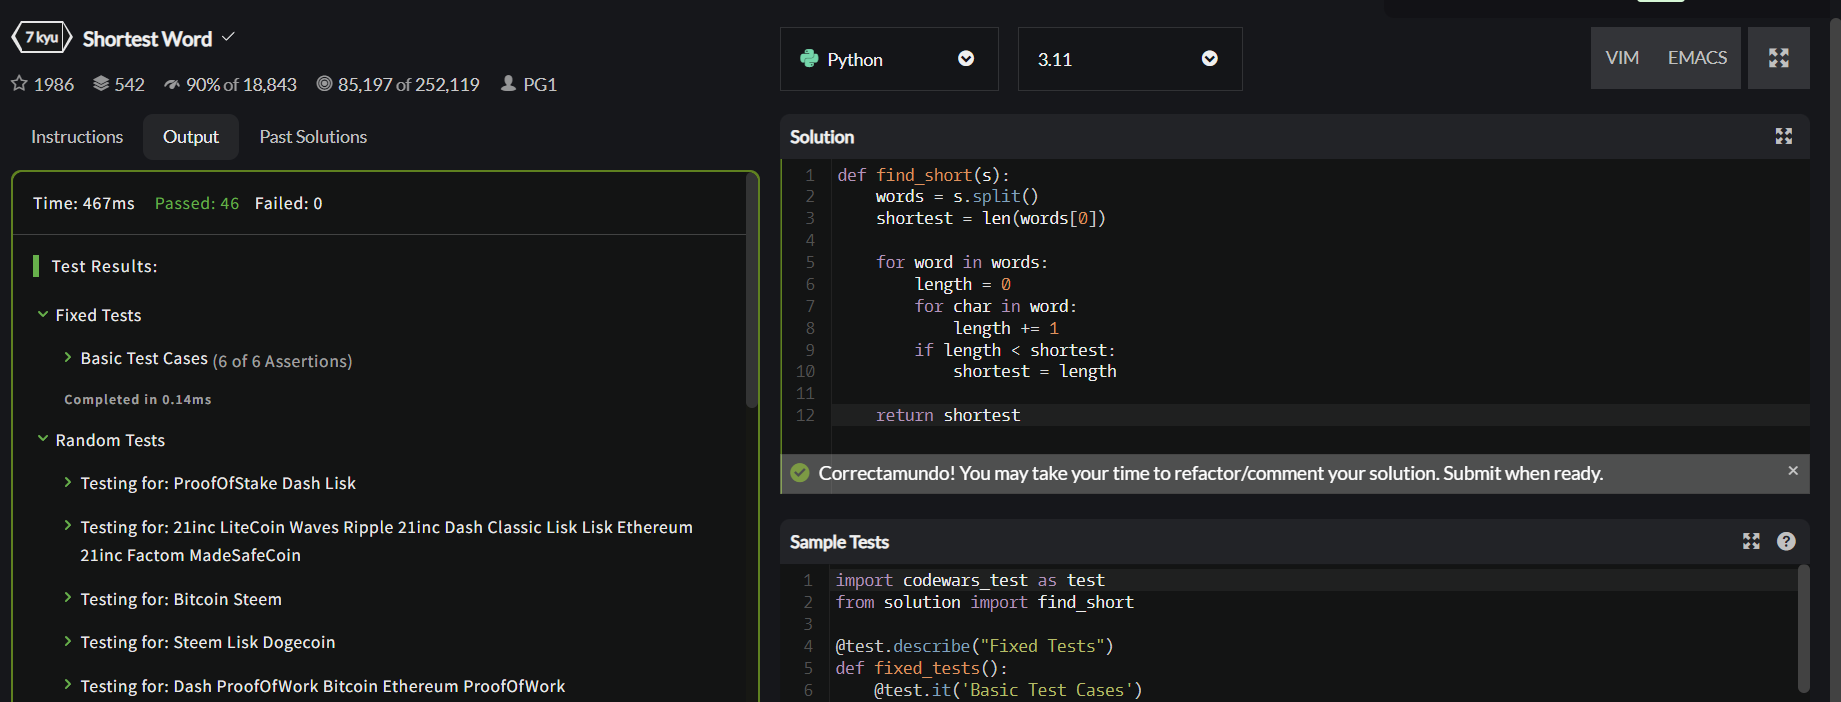 7 kyu Shortest Word
1986 542 90% of 18,843 85,197 of 252,119 PG1
Instructions Output Past Solutions
Time: 467ms Passed: 46 Failed: 0
Test Results:
Fixed Tests
Basic Test Cases (6 of 6 Assertions)
Completed in 0.14ms
Random Tests
Testing for: ProofOfStake Dash Lisk
Testing for: 21inc LiteCoin Waves Ripple 21inc Dash Classic Lisk Lisk Ethereum
21inc Factom MadeSafeCoin
Testing for: Bitcoin Steem
Testing for: Steem Lisk Dogecoin
Testing for: Dash ProofOfWork Bitcoin Ethereum ProofOfWork
Python 3.11 VIM EMACS
Solution
1 def find_short(s):
2     words = s.split()
3     shortest = len(words[0])
4
5     for word in words:
6         length = 0
7         for char in word:
8             length += 1
9         if length < shortest:
10             shortest = length
11
12     return shortest
Correctamundo! You may take your time to refactor/comment your solution. Submit when ready. ×
Sample Tests ?
1 import codewars_test as test
2 from solution import find_short
3
4 @test.describe("Fixed Tests")
5 def fixed_tests():
6     @test.it('Basic Test Cases')